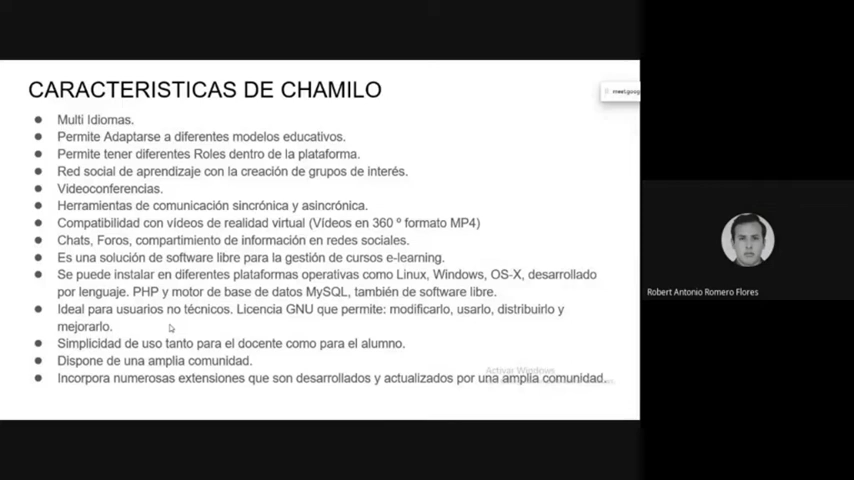 CARACTERISTICAS DE CHAMILO
meet.goog
● Multi Idiomas.
● Permite Adaptarse a diferentes modelos educativos.
● Permite tener diferentes Roles dentro de la plataforma.
● Red social de aprendizaje con la creación de grupos de interés.
● Videoconferencias.
● Herramientas de comunicación sincrónica y asincrónica.
● Compatibilidad con vídeos de realidad virtual (Vídeos en 360 º formato MP4)
● Chats, Foros, compartimiento de información en redes sociales.
● Es una solución de software libre para la gestión de cursos e-learning.
● Se puede instalar en diferentes plataformas operativas como Linux, Windows, OS-X, desarrollado
por lenguaje. PHP y motor de base de datos MySQL, también de software libre.
● Ideal para usuarios no técnicos. Licencia GNU que permite: modificarlo, usarlo, distribuirlo y
mejorarlo.
● Simplicidad de uso tanto para el docente como para el alumno.
● Dispone de una amplia comunidad.
● Incorpora numerosas extensiones que son desarrollados y actualizados por una amplia comunidad.
Activar Windows
Robert Antonio Romero Flores